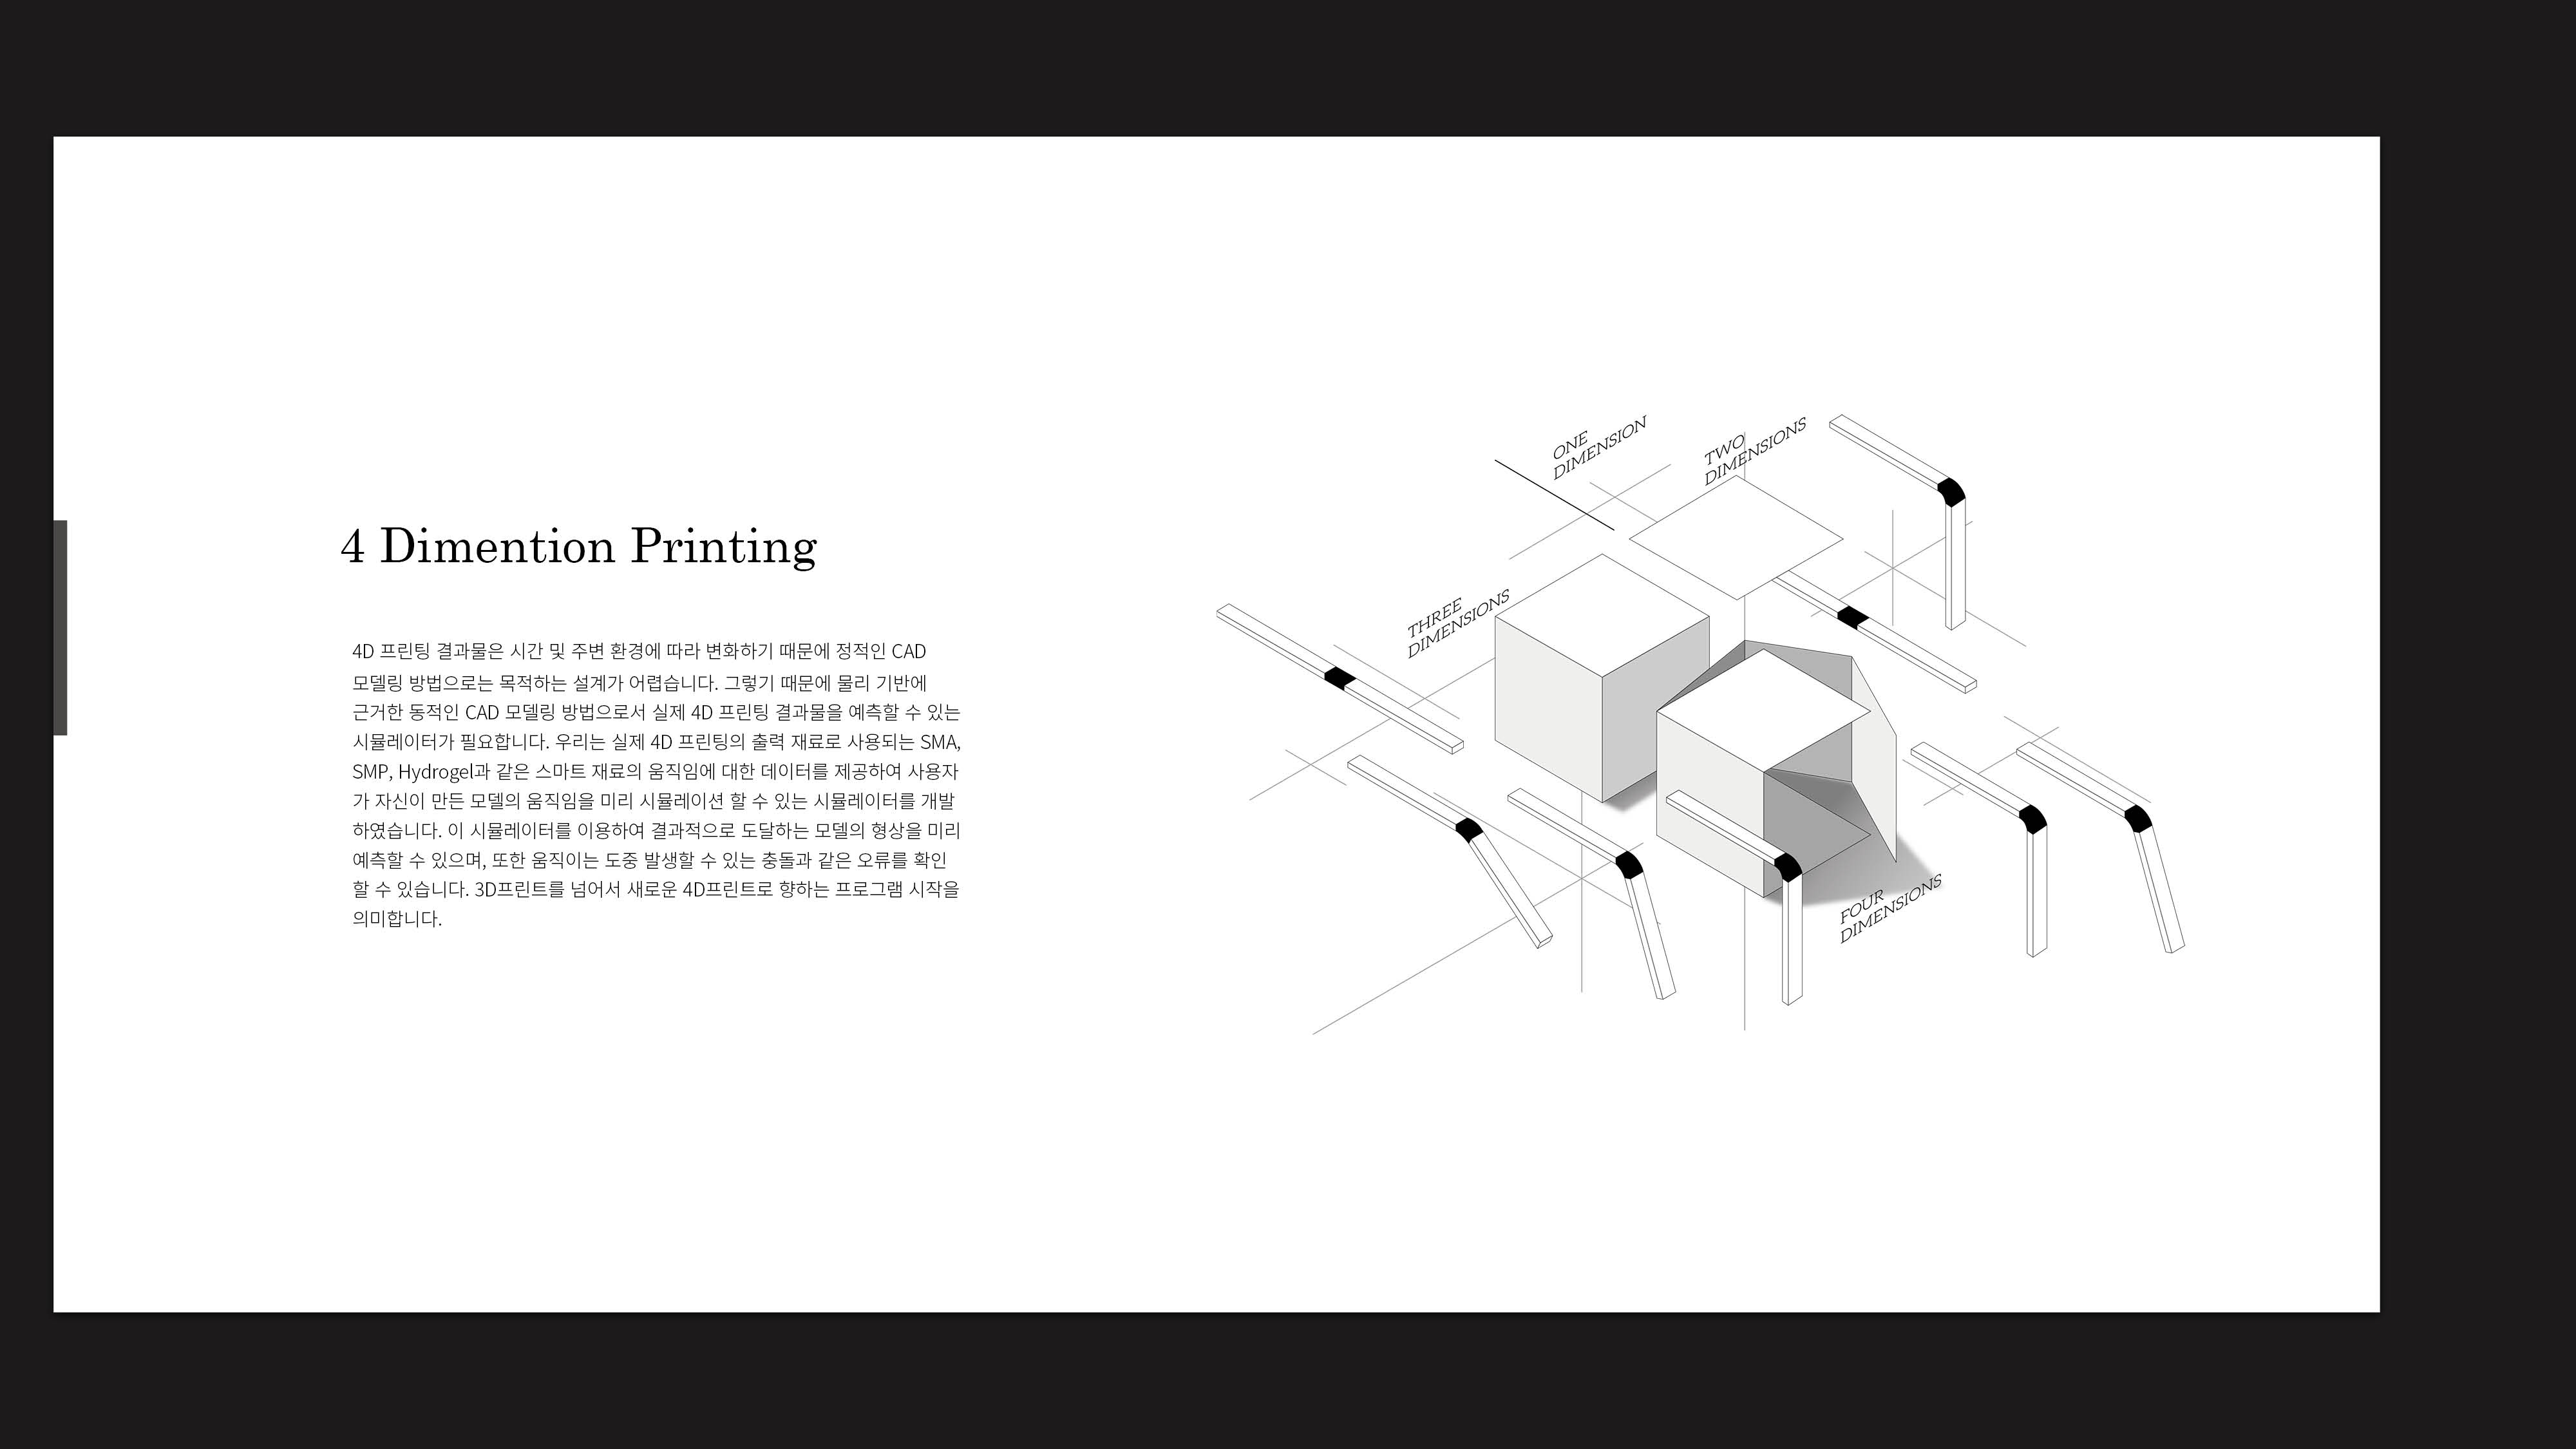 4 Dimention Printing
4D 프린팅 결과물은 시간 및 주변 환경에 따라 변화하기 때문에 정적인 CAD
모델링 방법으로는 목적하는 설계가 어렵습니다. 그렇기 때문에 물리 기반에
근거한 동적인 CAD 모델링 방법으로서 실제 4D 프린팅 결과물을 예측할 수 있는
시뮬레이터가 필요합니다. 우리는 실제 4D 프린팅의 출력 재료로 사용되는 SMA,
SMP, Hydrogel과 같은 스마트 재료의 움직임에 대한 데이터를 제공하여 사용자
가 자신이 만든 모델의 움직임을 미리 시뮬레이션 할 수 있는 시뮬레이터를 개발
하였습니다. 이 시뮬레이터를 이용하여 결과적으로 도달하는 모델의 형상을 미리
예측할 수 있으며, 또한 움직이는 도중 발생할 수 있는 충돌과 같은 오류를 확인
할 수 있습니다. 3D프린트를 넘어서 새로운 4D프린트로 향하는 프로그램 시작을
의미합니다.
ONE
DIMENSION
TWO
DIMENSIONS
THREE
DIMENSIONS
FOUR
DIMENSIONS